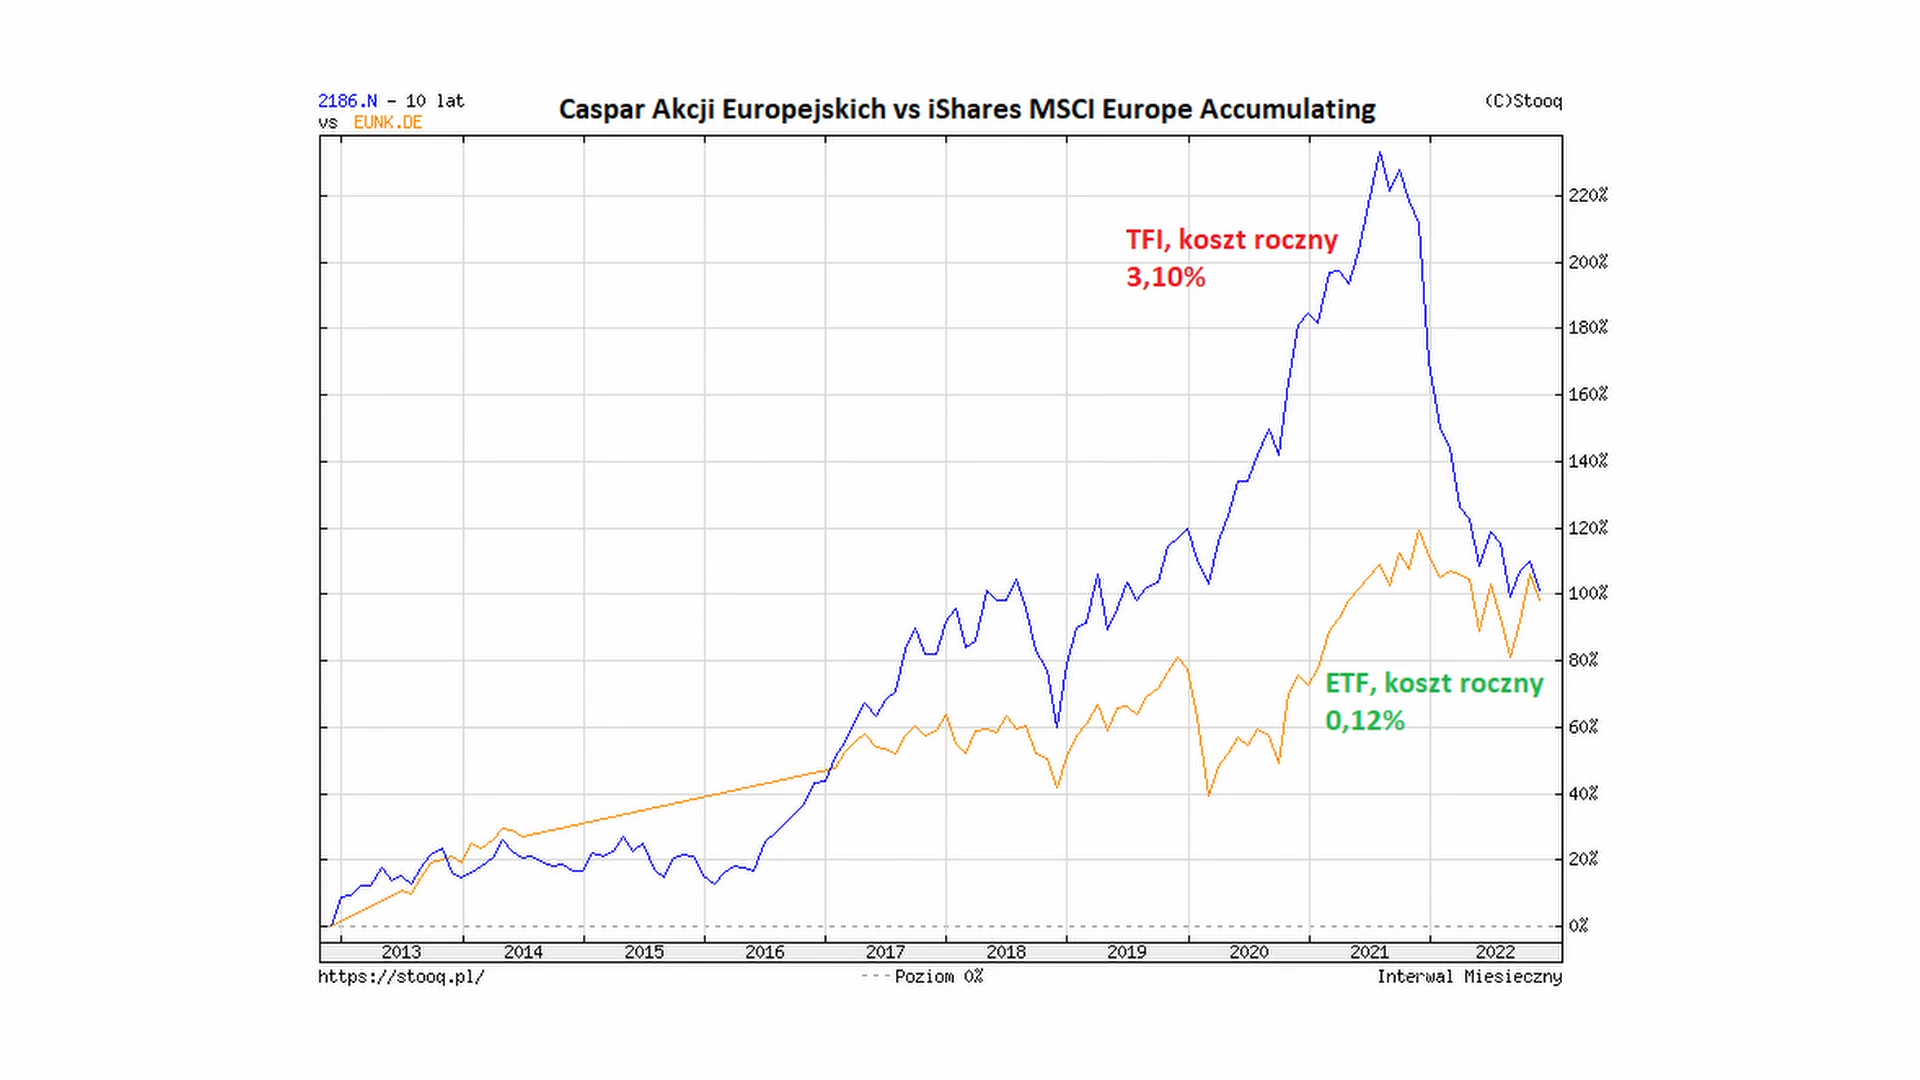 2186.N - 10 lat
vs EUNK.DE
Caspar Akcji Europejskich vs iShares MSCI Europe Accumulating
(C)Stooq
220%
TFI, koszt roczny
3,10%
200%
180%
160%
140%
120%
100%
80%
ETF, koszt roczny
0,12%
60%
40%
20%
0%
2013 2014 2015 2016 2017 2018 2019 2020 2021 2022
https://stooq.pl/
---Poziom 0%
Interwal Miesieczny